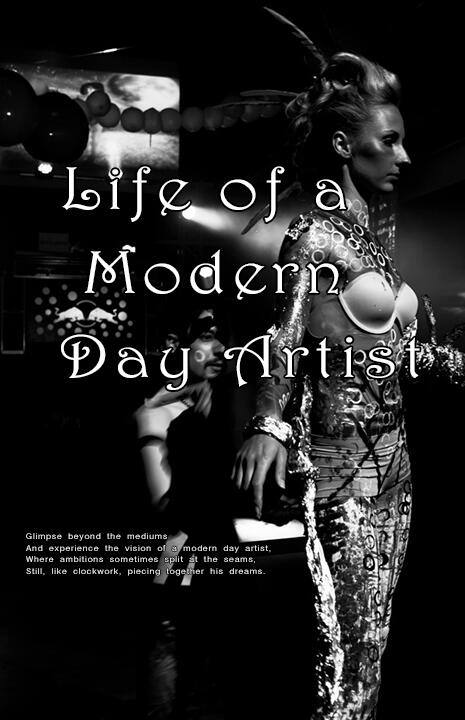 Life of a
Modern
Day Artist
Glimpse beyond the mediums
And experience the vision of a modern day artist,
Where ambitions sometimes split at the seams,
Still, like clockwork, piecing together his dreams.